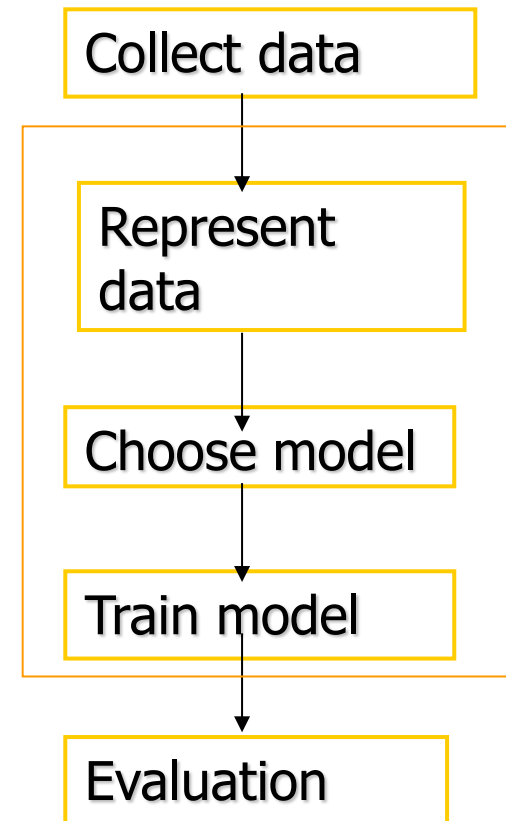 Collect data
Represent
data
Choose model
Train model
Evaluation